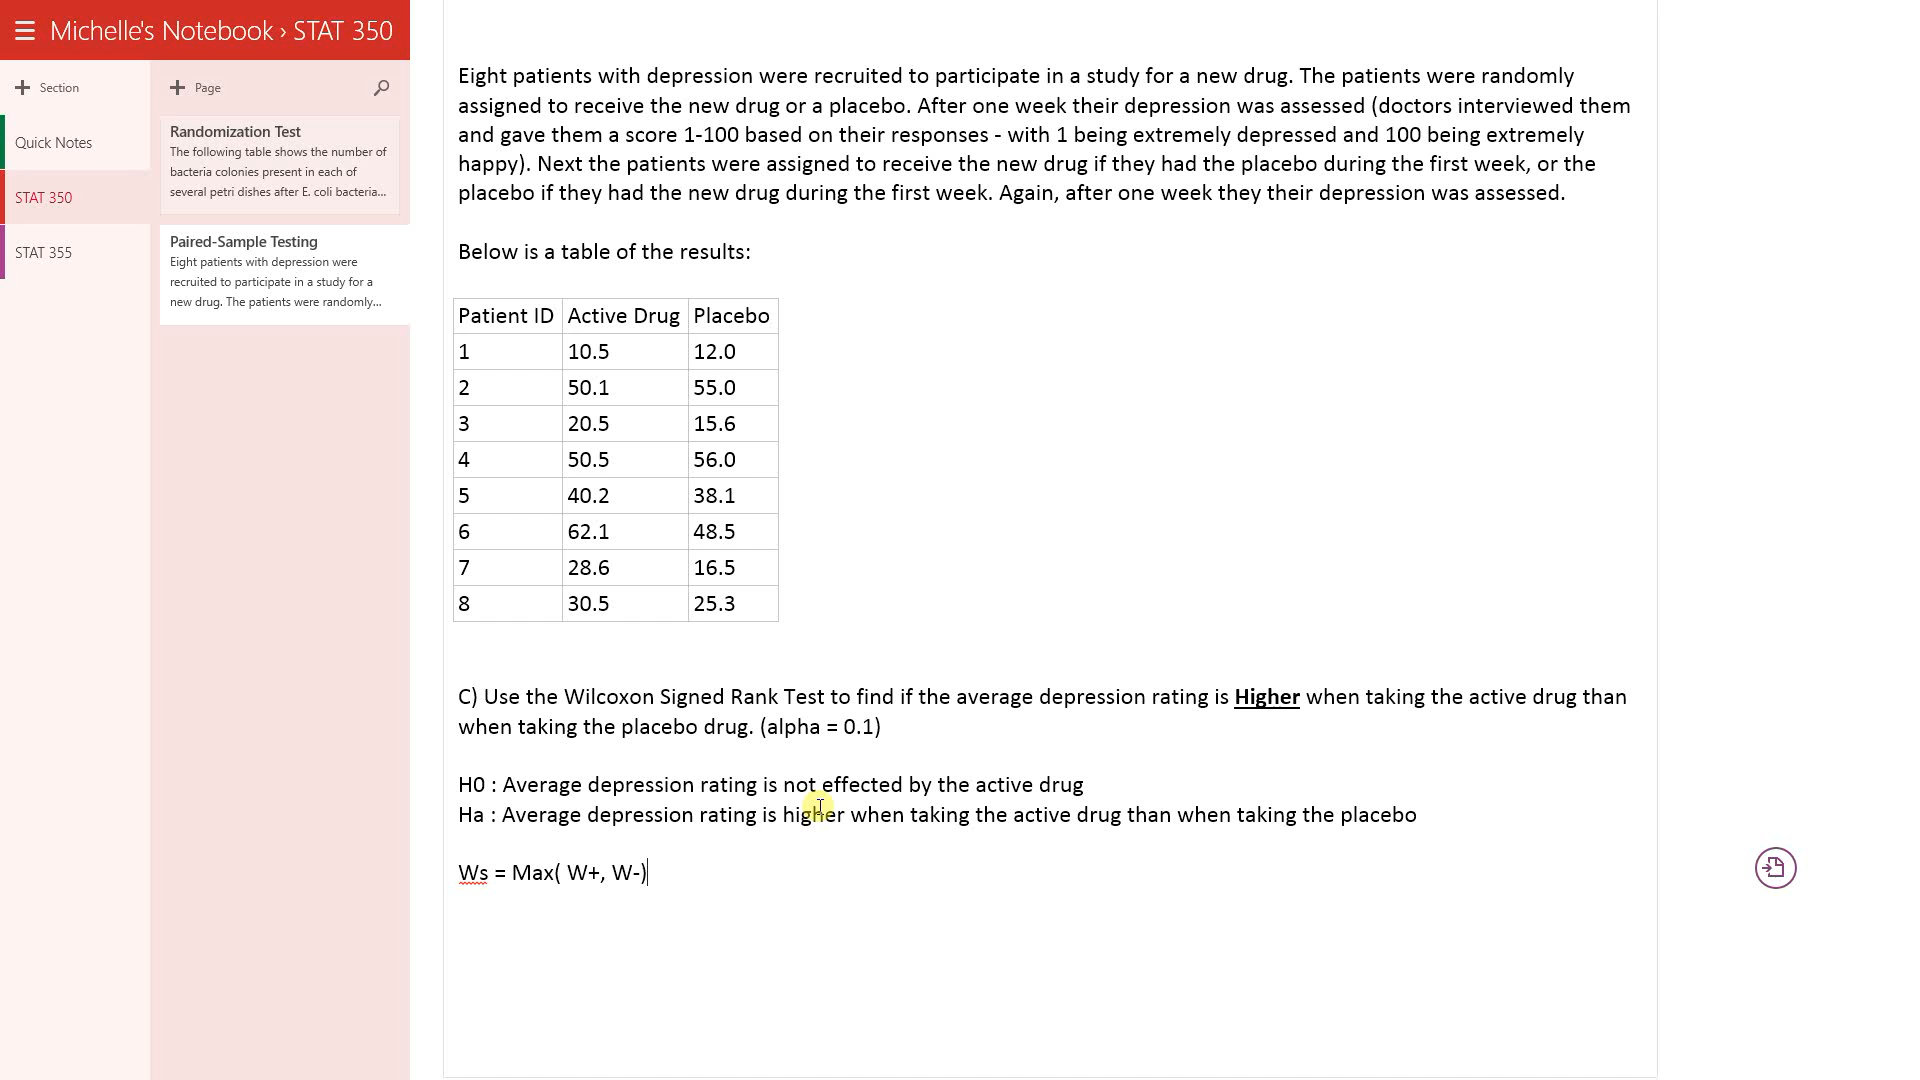 Michelle's Notebook › STAT 350
Section
Page
Quick Notes
STAT 350
STAT 355
Randomization Test
The following table shows the number of
bacteria colonies present in each of
several petri dishes after E. coli bacteria...
Paired-Sample Testing
Eight patients with depression were
recruited to participate in a study for a
new drug. The patients were randomly...
Eight patients with depression were recruited to participate in a study for a new drug. The patients were randomly
assigned to receive the new drug or a placebo. After one week their depression was assessed (doctors interviewed them
and gave them a score 1-100 based on their responses - with 1 being extremely depressed and 100 being extremely
happy). Next the patients were assigned to receive the new drug if they had the placebo during the first week, or the
placebo if they had the new drug during the first week. Again, after one week they their depression was assessed.
Below is a table of the results:
Patient ID Active Drug Placebo
1 10.5 12.0
2 50.1 55.0
3 20.5 15.6
4 50.5 56.0
5 40.2 38.1
6 62.1 48.5
7 28.6 16.5
8 30.5 25.3
C) Use the Wilcoxon Signed Rank Test to find if the average depression rating is Higher when taking the active drug than
when taking the placebo drug. (alpha = 0.1)
H0 : Average depression rating is not effected by the active drug
Ha : Average depression rating is higher when taking the active drug than when taking the placebo
Ws = Max( W+, W-)